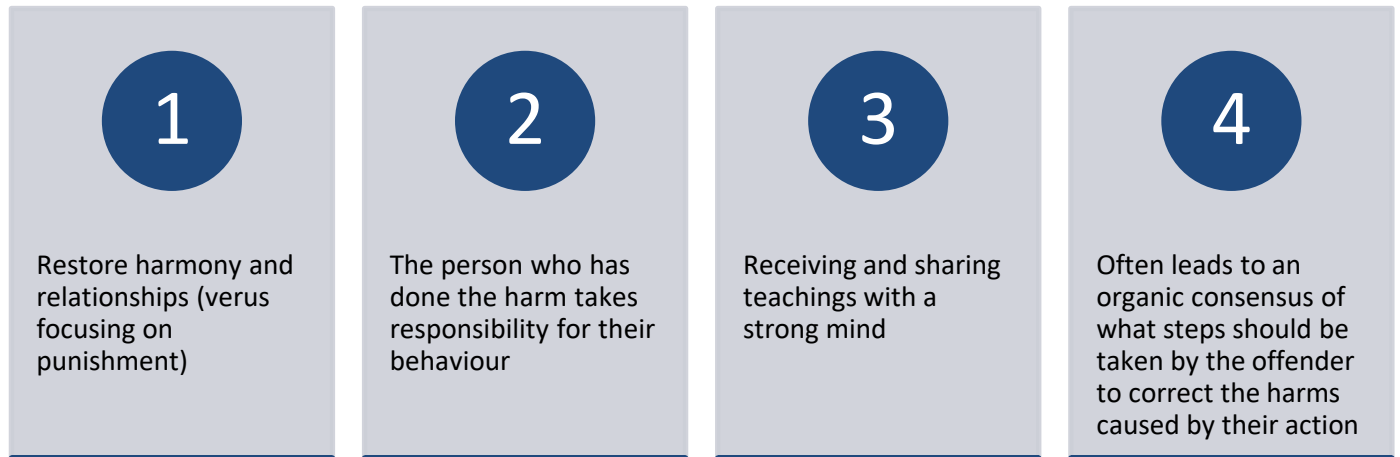 1
Restore harmony and
relationships (verus
focusing on
punishment)
2
The person who has
done the harm takes
responsibility for their
behaviour
3
Receiving and sharing
teachings with a
strong mind
4
Often leads to an
organic consensus of
what steps should be
taken by the offender
to correct the harms
caused by their action